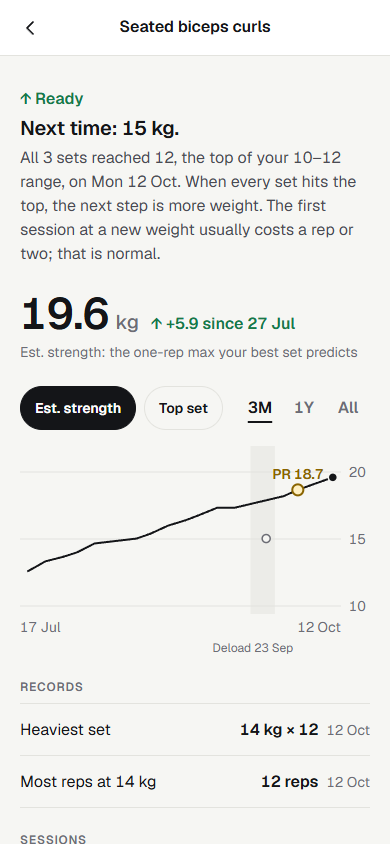 Seated biceps curls
↑ Ready
Next time: 15 kg.
All 3 sets reached 12, the top of your 10–12
range, on Mon 12 Oct. When every set hits the
top, the next step is more weight. The first
session at a new weight usually costs a rep or
two; that is normal.
19.6 kg ↑ +5.9 since 27 Jul
Est. strength: the one-rep max your best set predicts
Est. strength Top set 3M 1Y All
PR 18.7 20
15
10
17 Jul 12 Oct
Deload 23 Sep
RECORDS
Heaviest set 14 kg × 12 12 Oct
Most reps at 14 kg 12 reps 12 Oct
SESSIONS